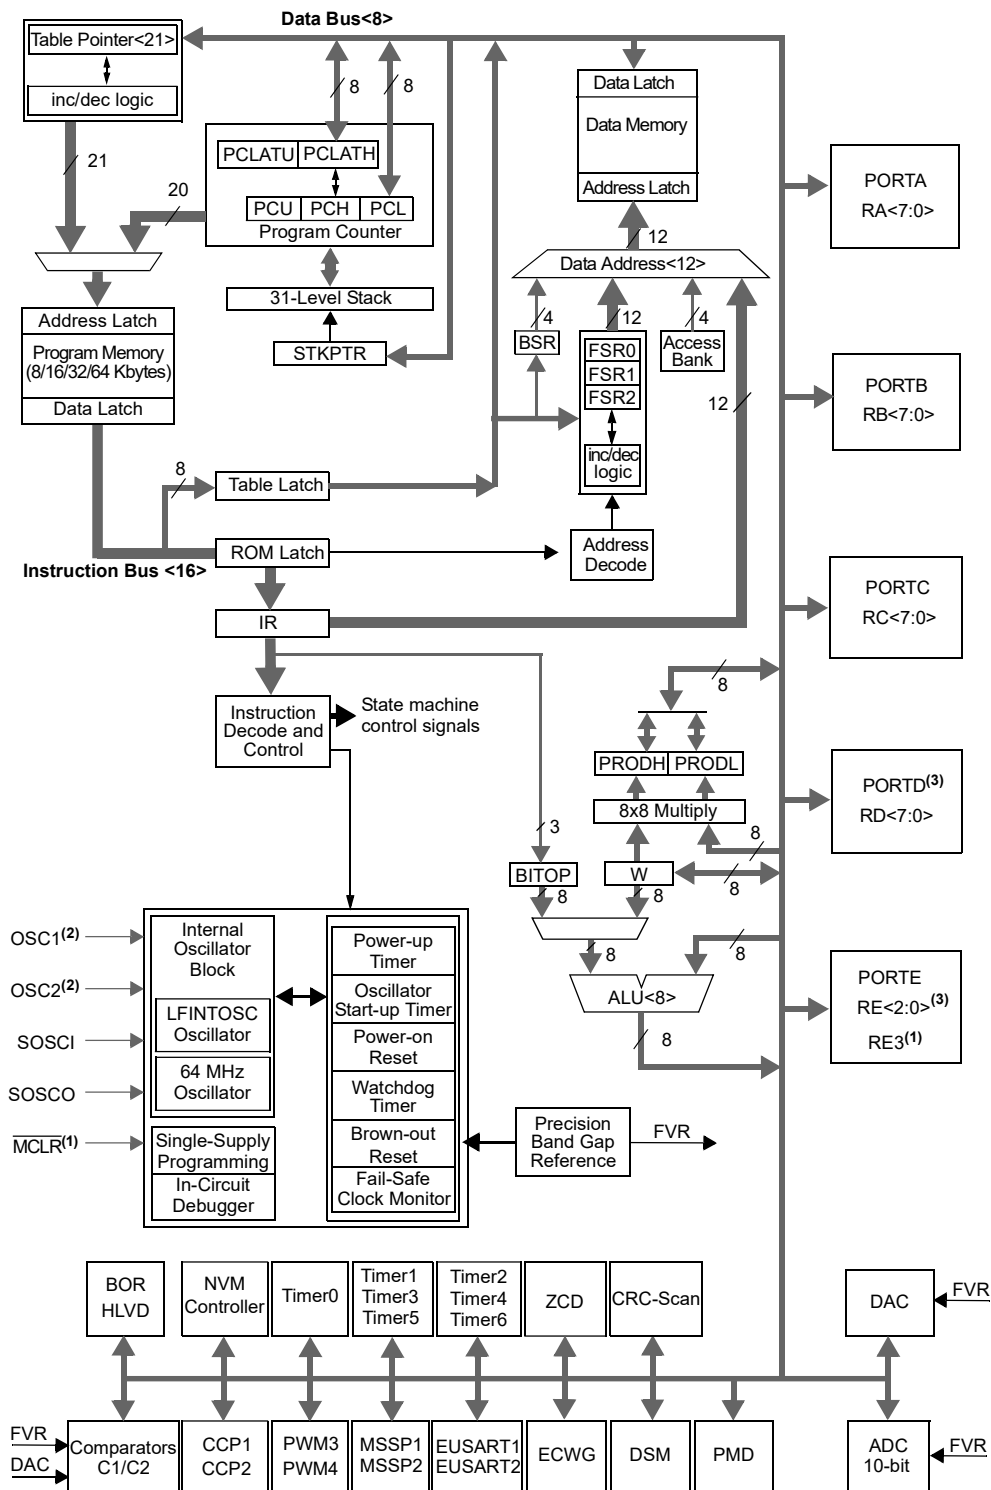 Data Bus<8>
Table Pointer<21>
inc/dec logic
21
20
8
8
PCLATU
PCLATH
PCU
PCH
PCL
Program Counter
31-Level Stack
STKPTR
Address Latch
Program Memory
(8/16/32/64 Kbytes)
Data Latch
Instruction Bus <16>
8
Table Latch
ROM Latch
IR
Data Latch
Data Memory
Address Latch
12
Data Address<12>
4
12
4
BSR
FSR0
FSR1
FSR2
inc/dec
logic
Access
Bank
12
Address
Decode
Instruction
Decode and
Control
State machine
control signals
8
PRODH
PRODL
8x8 Multiply
3
8
BITOP
W
8
8
8
8
8
ALU<8>
8
PORTA
RA<7:0>
PORTB
RB<7:0>
PORTC
RC<7:0>
PORTD(3)
RD<7:0>
PORTE
RE<2:0>(3)
RE3(1)
OSC1(2)
OSC2(2)
SOSCI
SOSCO
MCLR(1)
Internal
Oscillator
Block
LFINTOSC
Oscillator
64 MHz
Oscillator
Single-Supply
Programming
In-Circuit
Debugger
Power-up
Timer
Oscillator
Start-up Timer
Power-on
Reset
Watchdog
Timer
Brown-out
Reset
Fail-Safe
Clock Monitor
Precision
Band Gap
Reference
FVR
BOR
HLVD
NVM
Controller
Timer0
Timer1
Timer3
Timer5
Timer2
Timer4
Timer6
ZCD
CRC-Scan
DAC
FVR
FVR
DAC
Comparators
C1/C2
CCP1
CCP2
PWM3
PWM4
MSSP1
MSSP2
EUSART1
EUSART2
ECWG
DSM
PMD
ADC
10-bit
FVR